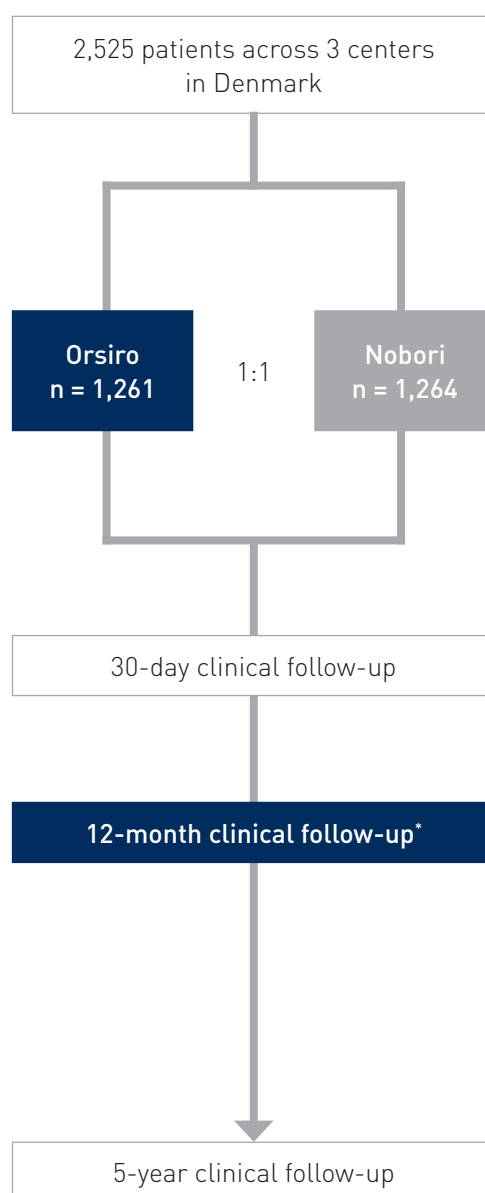 2,525 patients across 3 centers
in Denmark
Orsiro
n = 1,261
1:1
Nobori
n = 1,264
30-day clinical follow-up
12-month clinical follow-up*
5-year clinical follow-up